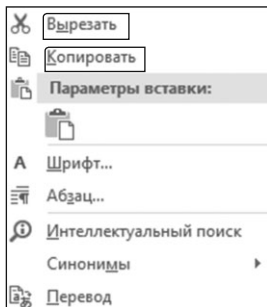 Вырезать
Копировать
Параметры вставки:
Шрифт...
Абзац...
Интеллектуальный поиск
Синонимы
Перевод